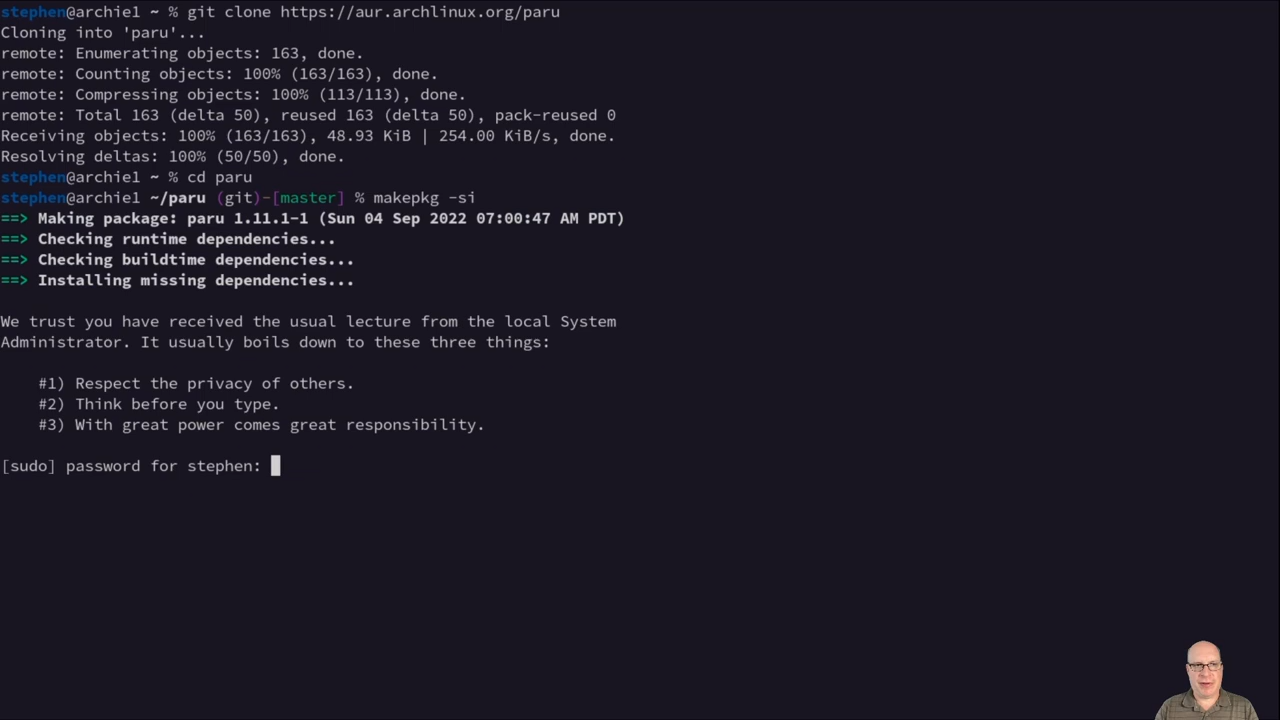 stephen@archie1 ~ % git clone https://aur.archlinux.org/paru
Cloning into 'paru'...
remote: Enumerating objects: 163, done.
remote: Counting objects: 100% (163/163), done.
remote: Compressing objects: 100% (113/113), done.
remote: Total 163 (delta 50), reused 163 (delta 50), pack-reused 0
Receiving objects: 100% (163/163), 48.93 KiB | 254.00 KiB/s, done.
Resolving deltas: 100% (50/50), done.
stephen@archie1 ~ % cd paru
stephen@archie1 ~/paru (git)-[master] % makepkg -si
==> Making package: paru 1.11.1-1 (Sun 04 Sep 2022 07:00:47 AM PDT)
==> Checking runtime dependencies...
==> Checking buildtime dependencies...
==> Installing missing dependencies...
We trust you have received the usual lecture from the local System
Administrator. It usually boils down to these three things:
#1) Respect the privacy of others.
#2) Think before you type.
#3) With great power comes great responsibility.
[sudo] password for stephen: